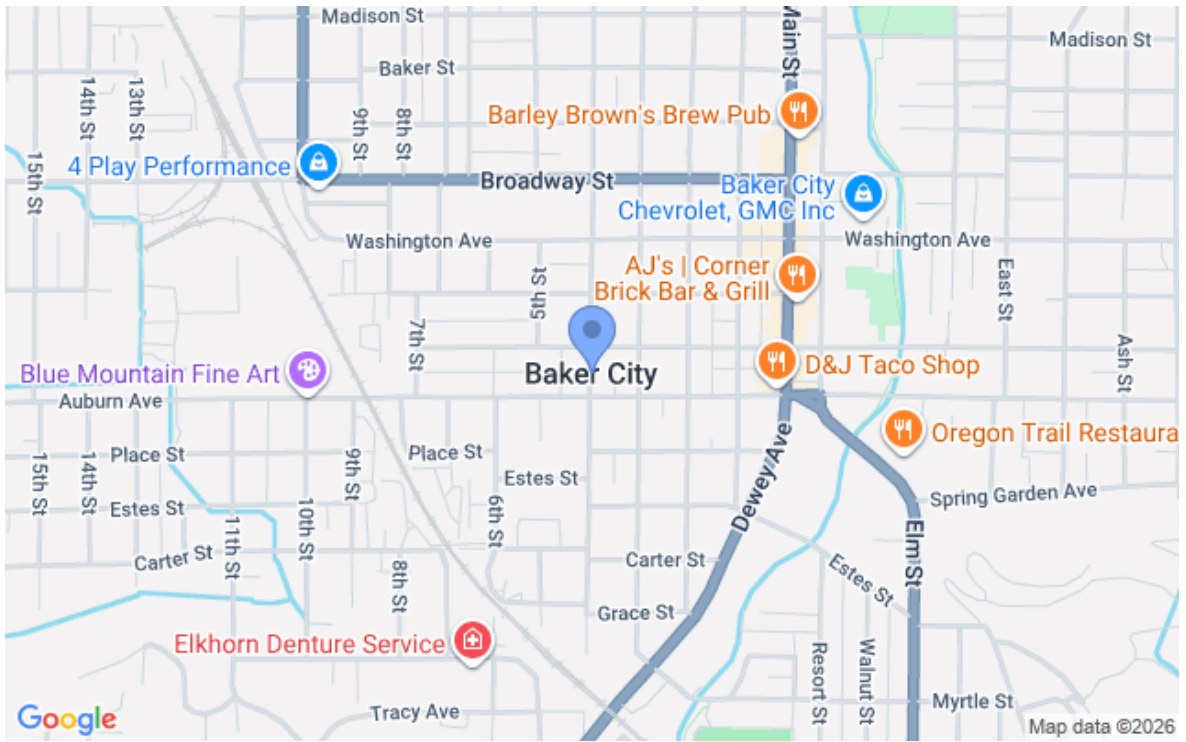 Madison St
Main St
Madison St
Baker St
14th St
13th St
9th St
8th St
Barley Brown's Brew Pub
15th St
4 Play Performance
Broadway St
Baker City
Chevrolet, GMC Inc
Washington Ave
Washington Ave
5th St
AJ's | Corner
Brick Bar & Grill
East St
7th St
Ash St
Blue Mountain Fine Art
Baker City
D&J Taco Shop
Auburn Ave
Oregon Trail Restaura
Place St
Place St
15th St
14th St
9th St
Estes St
Dewey Ave
Spring Garden Ave
Estes St
6th St
10th St
11th St
Elm St
Carter St
8th St
Carter St
Estes St
Grace St
Elkhorn Denture Service
Resort St
Walnut St
Myrtle St
Tracy Ave
Google
Map data ©2026